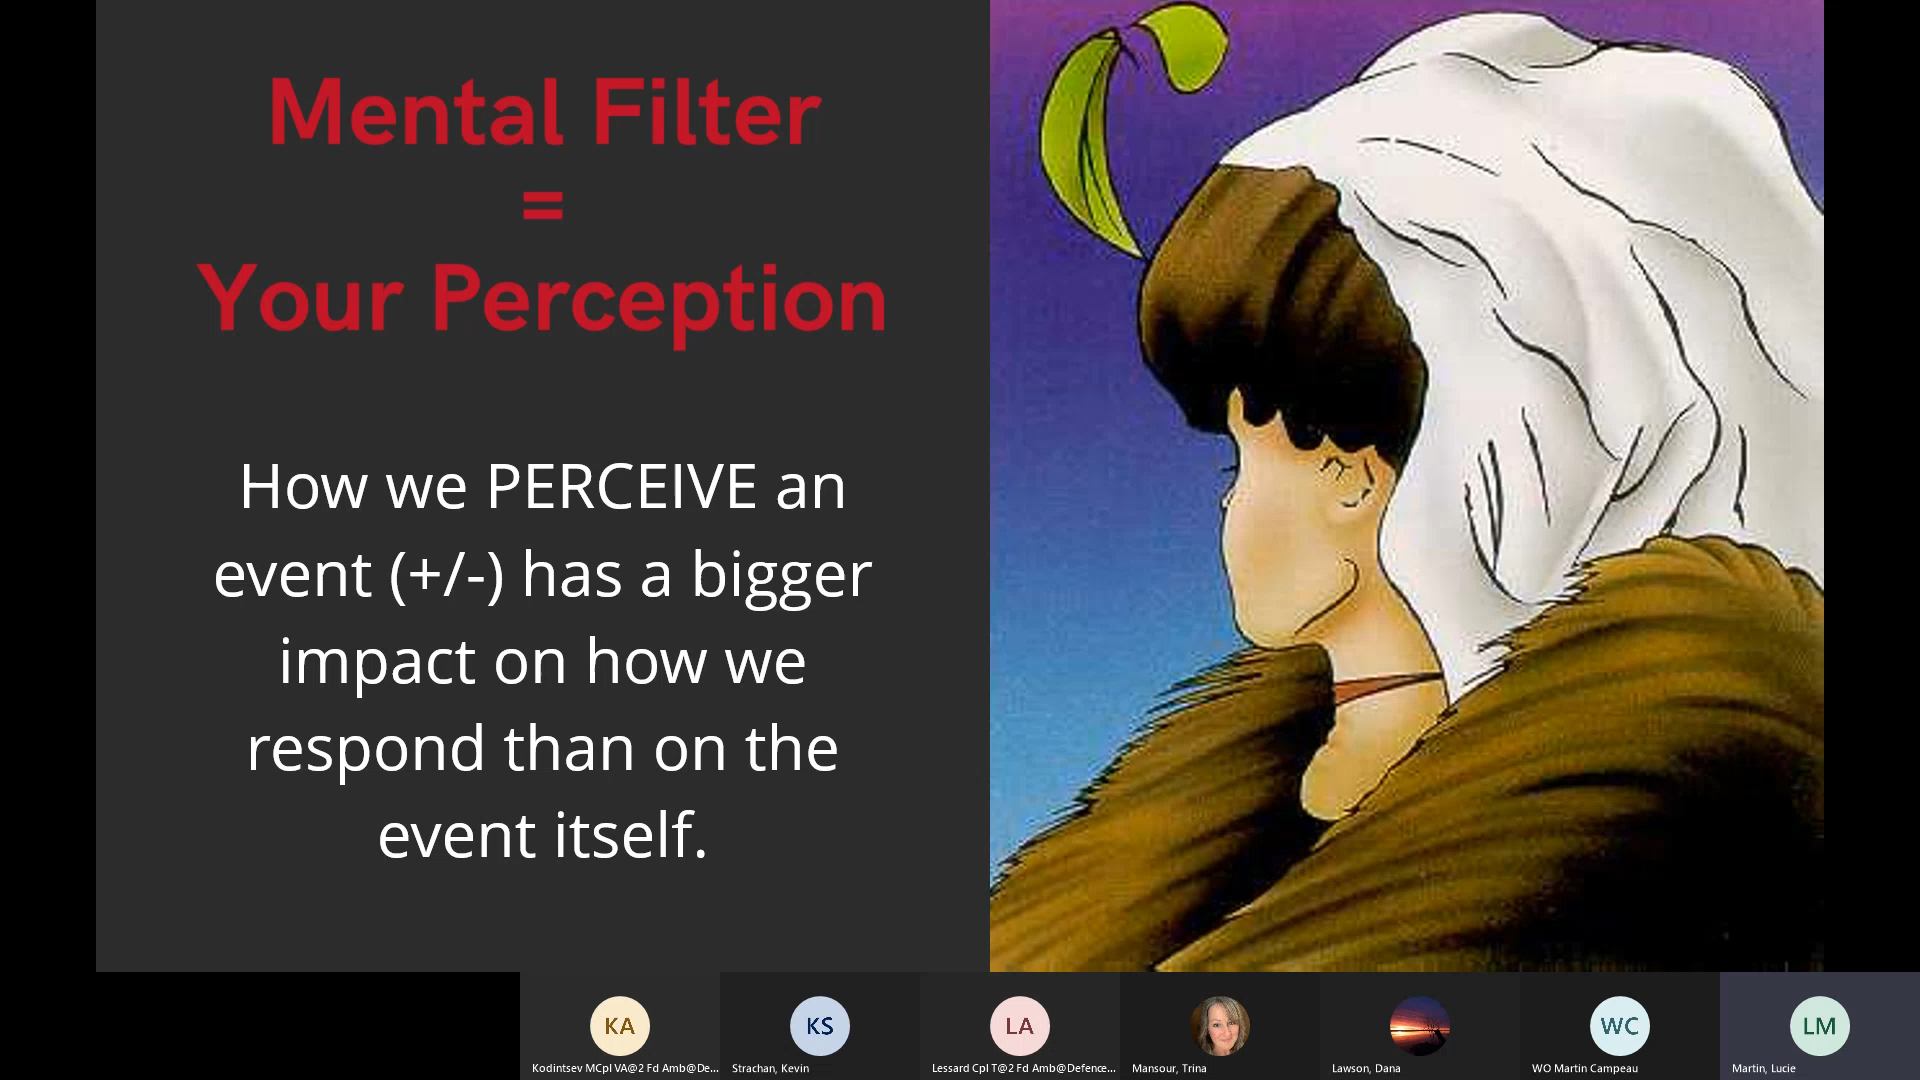 Mental Filter
=
Your Perception
How we PERCEIVE an
event (+/-) has a bigger
impact on how we
respond than on the
event itself.
KA
KS
LA
WC
LM
Kodintsev MCpl VA@2 Fd Amb@De...
Strachan, Kevin
Lessard Cpl T@2 Fd Amb@Defence...
Mansour, Trina
Lawson, Dana
WO Martin Campeau
Martin, Lucie